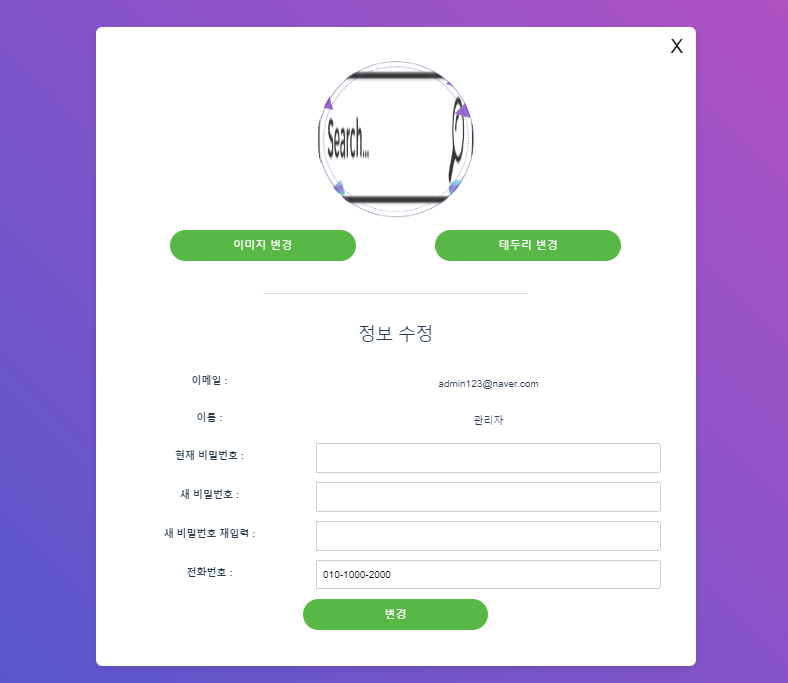 X
Search...
이미지 변경
테두리 변경
정보 수정
이메일 :
admin123@naver.com
이름 :
관리자
현재 비밀번호 :
새 비밀번호 :
새 비밀번호 재입력 :
전화번호 :
010-1000-2000
변경